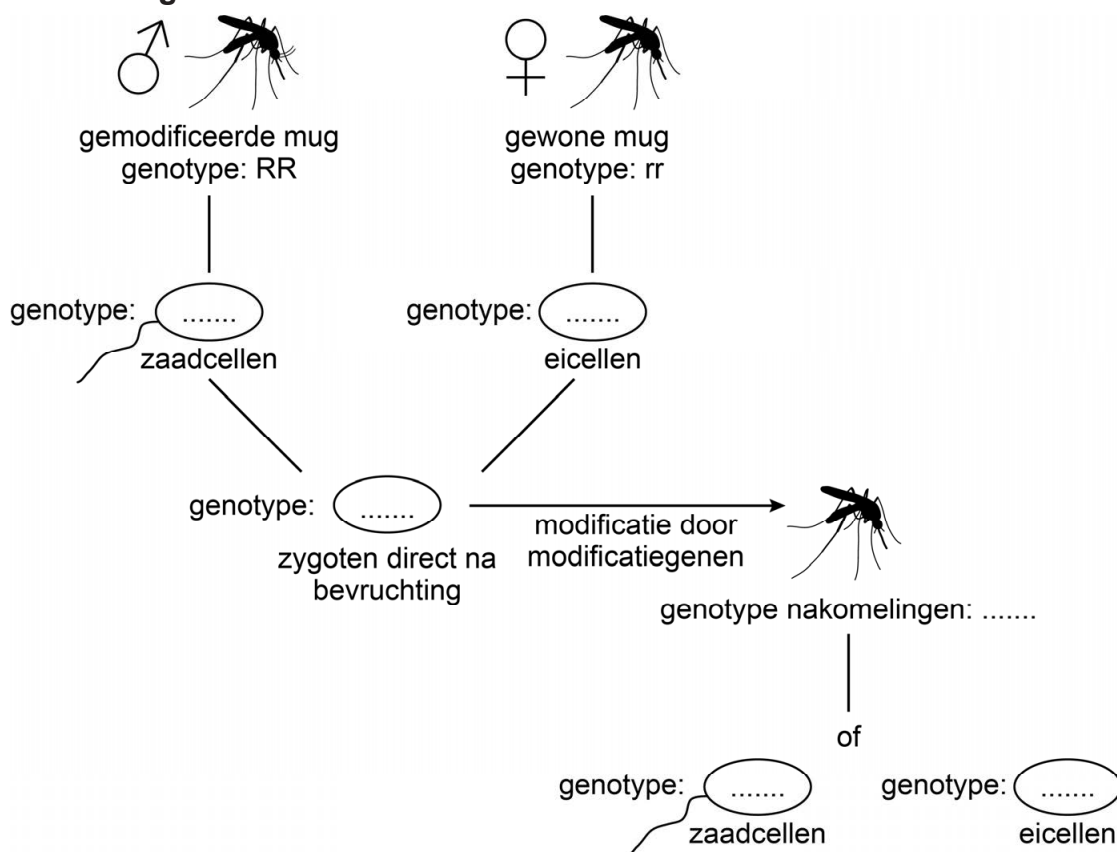 gemodificeerde mug
genotype: RR
gewone mug
genotype: rr
genotype: .......
zaadcellen
genotype: .......
eicellen
genotype: .......
zygoten direct na
bevruchting
modificatie door
modificatiegenen
genotype nakomelingen: .......
of
genotype: .......
zaadcellen
genotype: .......
eicellen